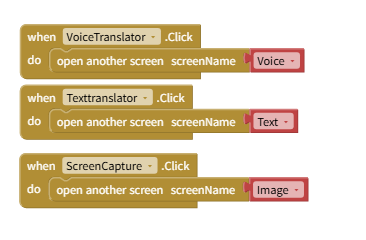 when VoiceTranslator .Click
do open another screen screenName Voice
when Texttranslator .Click
do open another screen screenName Text
when ScreenCapture .Click
do open another screen screenName Image